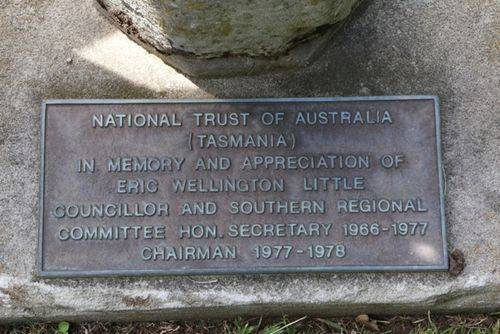 NATIONAL TRUST OF AUSTRALIA
(TASMANIA)
IN MEMORY AND APPRECIATION OF
ERIC WELLINGTON LITTLE
COUNCILLOR AND SOUTHERN REGIONAL
COMMITTEE HON. SECRETARY 1966-1977
CHAIRMAN 1977-1978